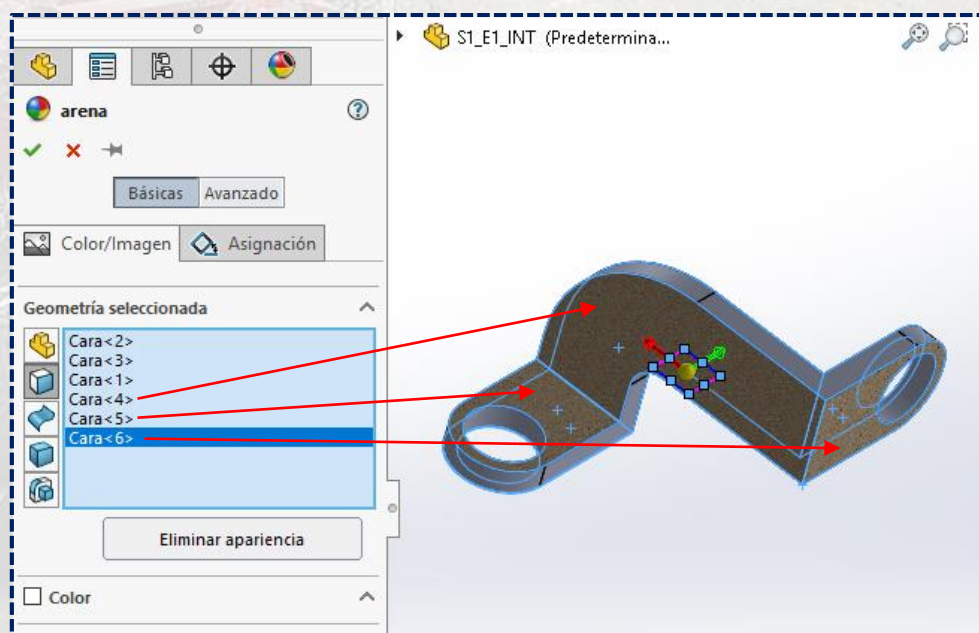 S1_E1_INT (Predetermina...
arena
Básicas Avanzado
Color/Imagen Asignación
Geometría seleccionada
Cara<2>
Cara<3>
Cara<1>
Cara<4>
Cara<5>
Cara<6>
Eliminar apariencia
Color